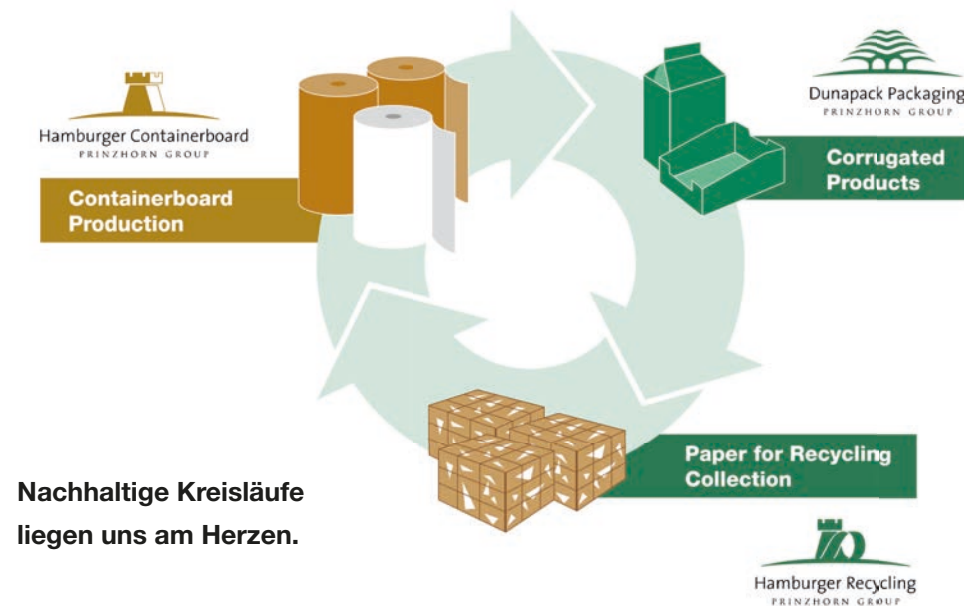 Hamburger Containerboard
PRINZHORN GROUP
Containerboard
Production
Dunapack Packaging
PRINZHORN GROUP
Corrugated
Products
Paper for Recycling
Collection
Nachhaltige Kreisläufe
liegen uns am Herzen.
Hamburger Recycling
PRINZHORN GROUP